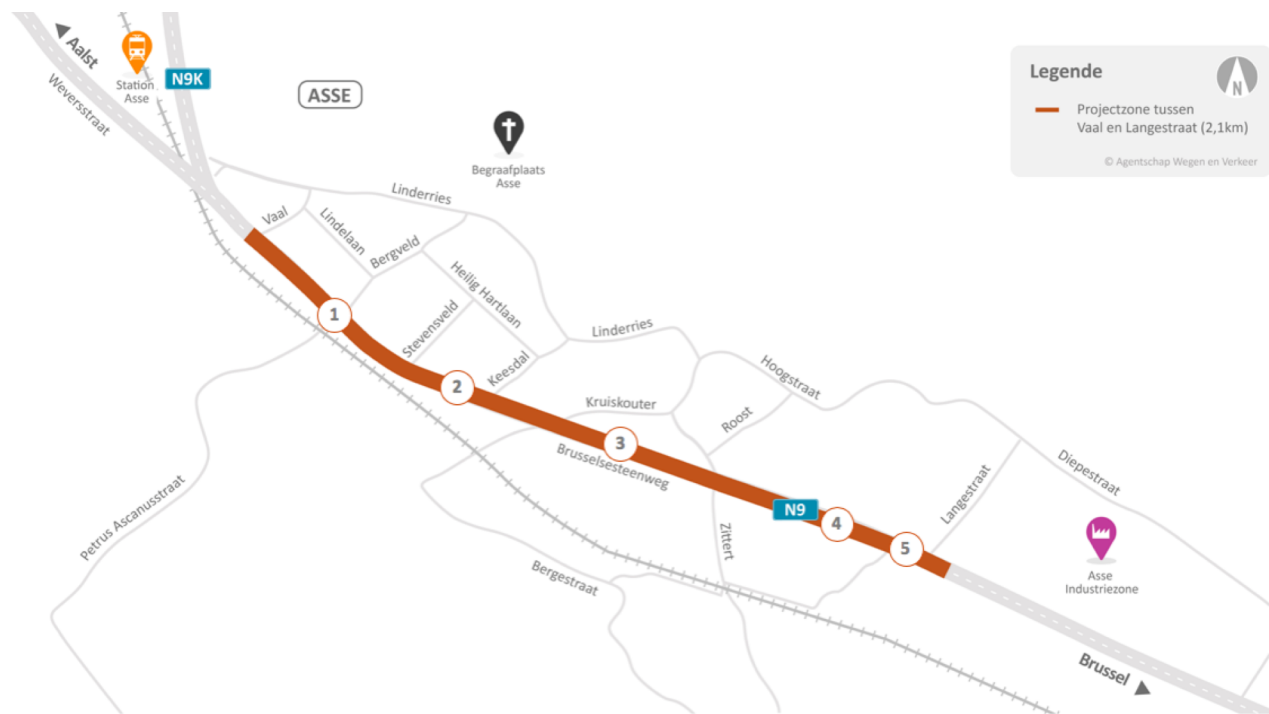 Aalst
Weversstraat
Station
Asse
N9K
ASSE
Begraafplaats
Asse
Legende
N
Projectzone tussen
Vaal en Langestraat (2,1km)
© Agentschap Wegen en Verkeer
Linderries
Vaal
Lindelaan
Bergveld
Heilig Hartlaan
Stevensveld
Keesdal
Linderries
Hoogstraat
Kruiskouter
Roost
1
2
3
Brusselsesteenweg
N9
4
5
Langestraat
Diepestraat
Petrus Ascanusstraat
Zittert
Bergestraat
Asse
Industriezone
Brussel